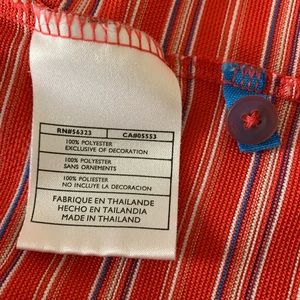 RN#56323 CA#05553
100% POLYESTER
EXCLUSIVE OF DECORATION
100% POLYESTER
SANS ORNEMENTS
100% POLIESTER
NO INCLUYE LA DECORACION
FABRIQUE EN THAILANDE
HECHO EN TAILANDIA
MADE IN THAILAND